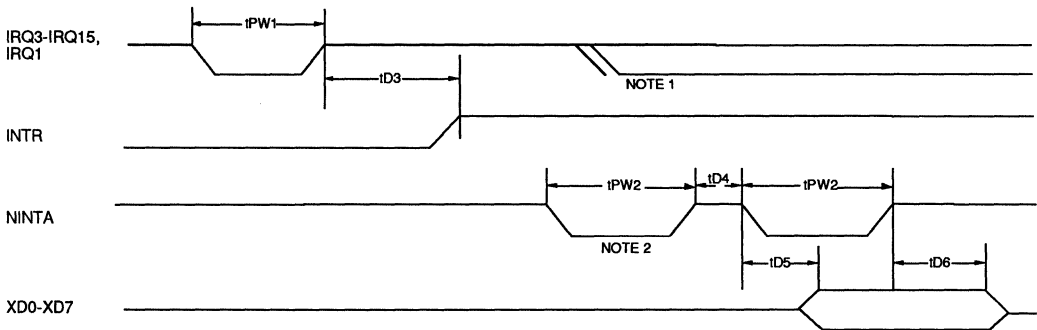 tPW1
IRQ3-IRQ15,
IRQ1
tD3
NOTE 1
INTR
tPW2
tD4
tPW2
NINTA
NOTE 2
tD5
tD6
XD0-XD7